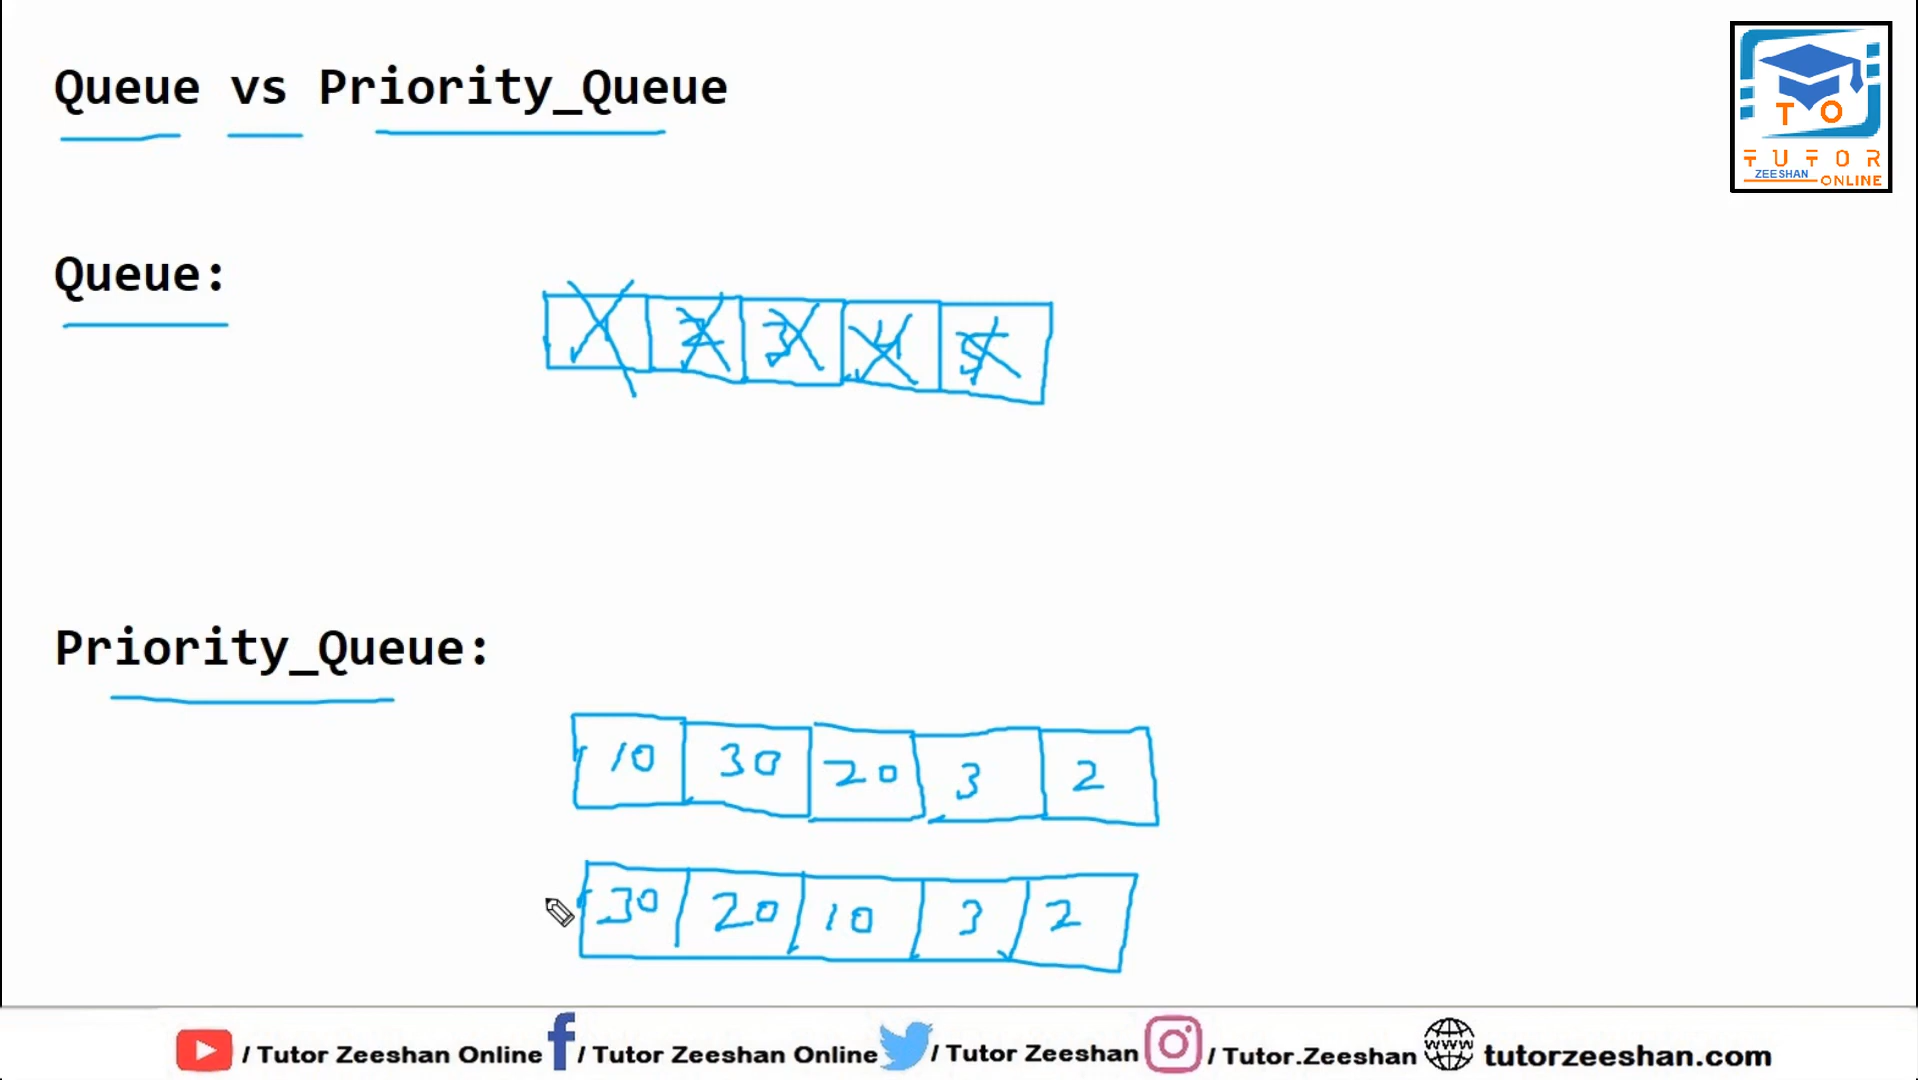 Queue vs Priority_Queue
T O
TUTOR
ZEESHAN
ONLINE
Queue:
1 2 3 4 5
Priority_Queue:
10 30 20 3 2
30 20 10 3 2
/ Tutor Zeeshan Online / Tutor Zeeshan Online / Tutor Zeeshan / Tutor.Zeeshan WWW tutorzeeshan.com